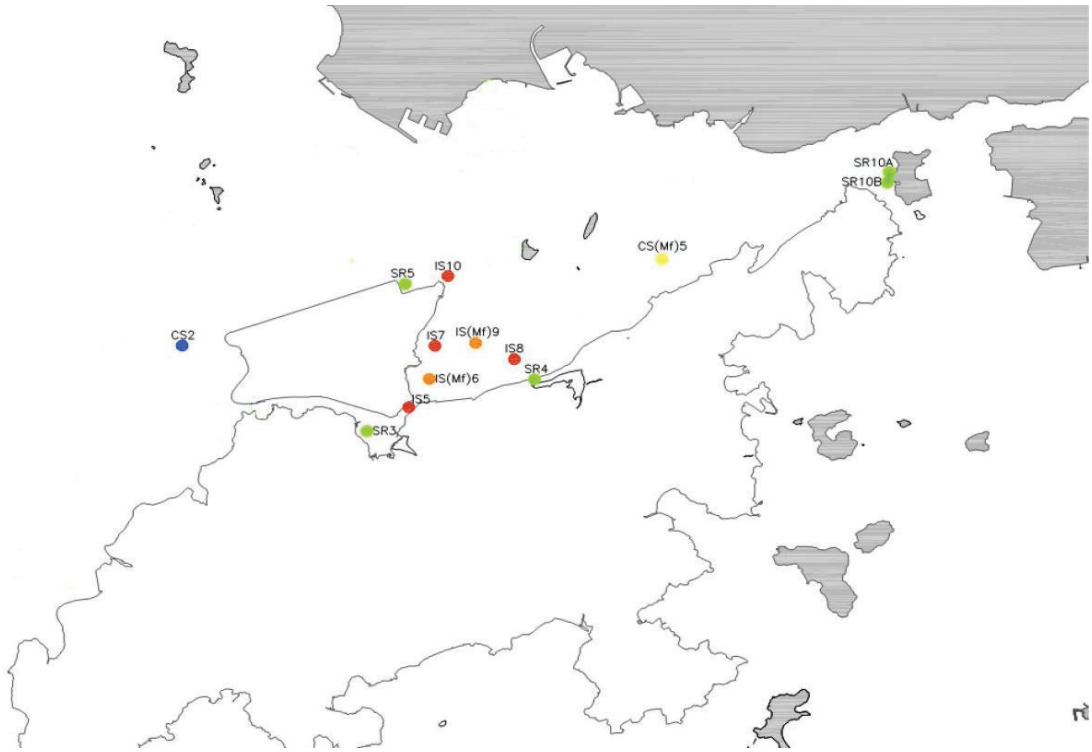 SR10A
SR10B
CS(Mf)5
IS10
SR5
CS2
IS7
IS(Mf)9
IS8
SR4
IS(Mf)6
IS5
SR3